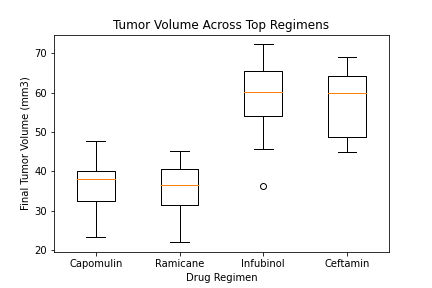 Tumor Volume Across Top Regimens
Final Tumor Volume (mm3)
70
60
50
40
30
20
Capomulin Ramicane Infubinol Ceftamin
Drug Regimen